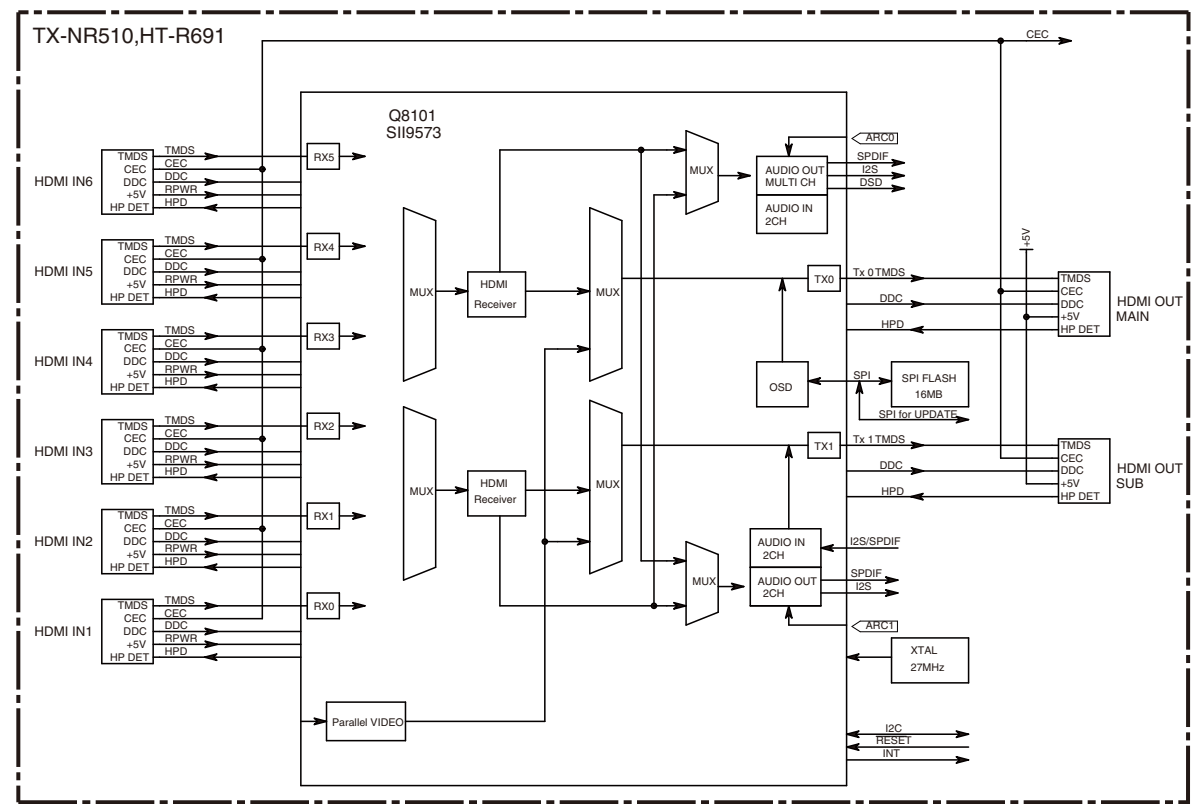 TX-NR510,HT-R691
CEC
Q8101
SII9573
HDMI IN6
TMDS
CEC
DDC
+5V
HP DET
TMDS
CEC
DDC
RPWR
HPD
RX5
HDMI IN5
TMDS
CEC
DDC
+5V
HP DET
TMDS
CEC
DDC
RPWR
HPD
RX4
HDMI IN4
TMDS
CEC
DDC
+5V
HP DET
TMDS
CEC
DDC
RPWR
HPD
RX3
HDMI IN3
TMDS
CEC
DDC
+5V
HP DET
TMDS
CEC
DDC
RPWR
HPD
RX2
HDMI IN2
TMDS
CEC
DDC
+5V
HP DET
TMDS
CEC
DDC
RPWR
HPD
RX1
HDMI IN1
TMDS
CEC
DDC
+5V
HP DET
TMDS
CEC
DDC
RPWR
HPD
RX0
MUX
HDMI
Receiver
MUX
MUX
HDMI
Receiver
MUX
Parallel VIDEO
MUX
AUDIO OUT
MULTI CH
AUDIO IN
2CH
ARC0
SPDIF
I2S
DSD
TX0
Tx 0 TMDS
DDC
HPD
+5V
TMDS
CEC
DDC
+5V
HP DET
HDMI OUT
MAIN
OSD
SPI
SPI FLASH
16MB
SPI for UPDATE
TX1
Tx 1 TMDS
DDC
HPD
TMDS
CEC
DDC
+5V
HP DET
HDMI OUT
SUB
MUX
AUDIO IN
2CH
AUDIO OUT
2CH
I2S/SPDIF
SPDIF
I2S
ARC1
XTAL
27MHz
I2C
RESET
INT